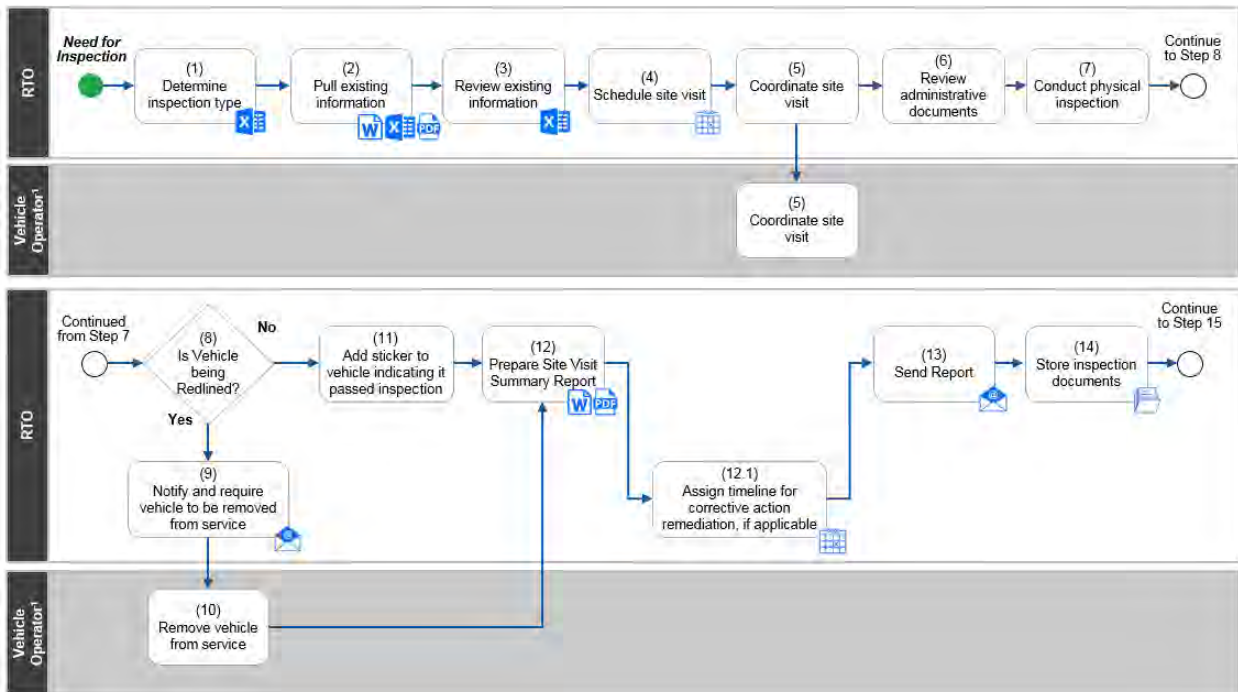 RTO
Need for
Inspection
(1)
Determine
inspection type
(2)
Pull existing
information
(3)
Review existing
information
(4)
Schedule site visit
(5)
Coordinate site
visit
(6)
Review
administrative
documents
(7)
Conduct physical
inspection
Continue
to Step 8
X
W
X
PDF
X
Vehicle
Operator¹
(5)
Coordinate site
visit
RTO
Continued
from Step 7
(8)
Is Vehicle
being
Redlined?
No
Yes
(11)
Add sticker to
vehicle indicating it
passed inspection
(12)
Prepare Site Visit
Summary Report
W
PDF
(13)
Send Report
@
(14)
Store inspection
documents
Continue
to Step 15
(9)
Notify and require
vehicle to be removed
from service
@
(12.1)
Assign timeline for
corrective action
remediation, if applicable
Vehicle
Operator¹
(10)
Remove vehicle
from service